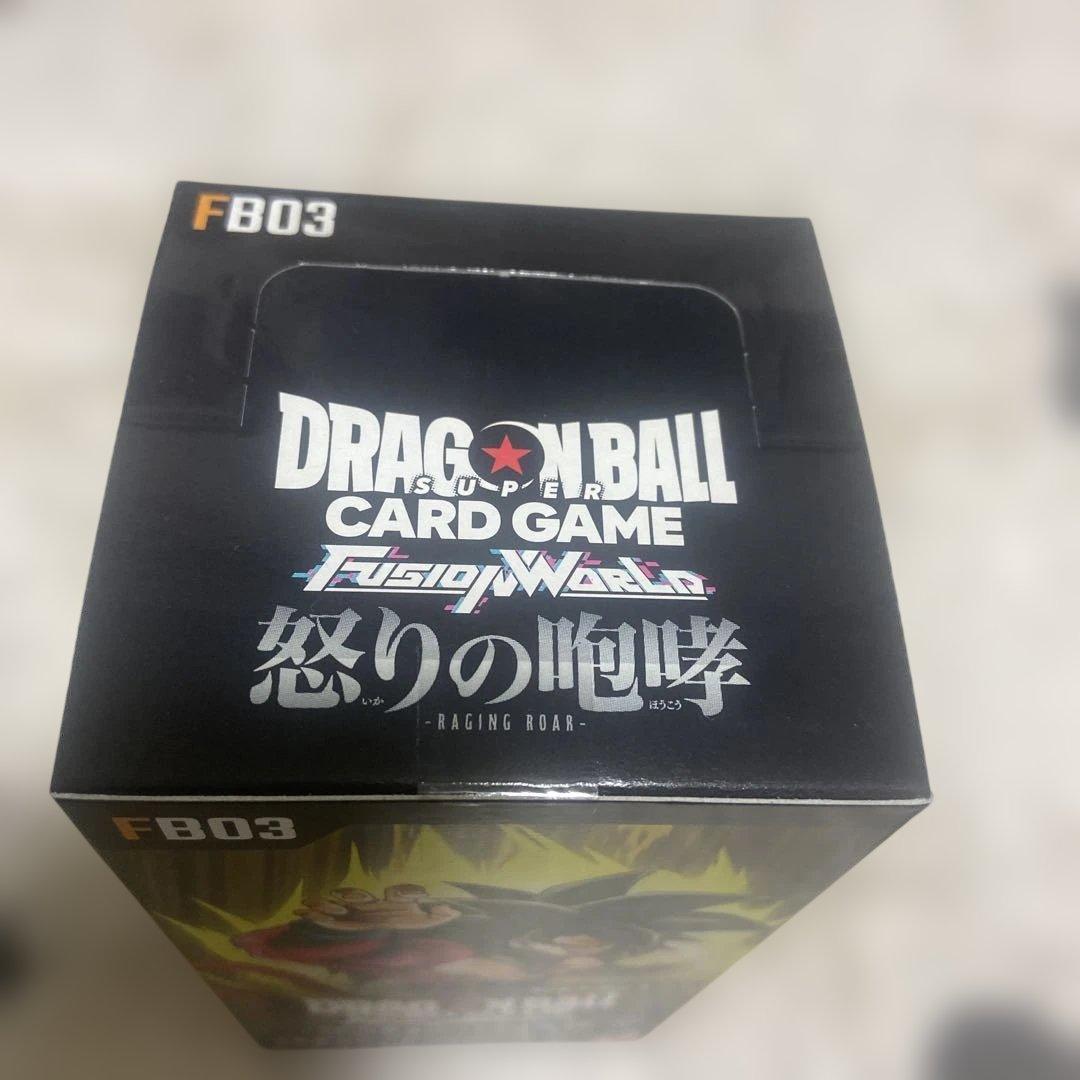 FB03
DRAGON BALL
SUPER
CARD GAME
FUSION WORLD
怒りの咆哮
いか ほうこう
-RAGING ROAR-
FB03